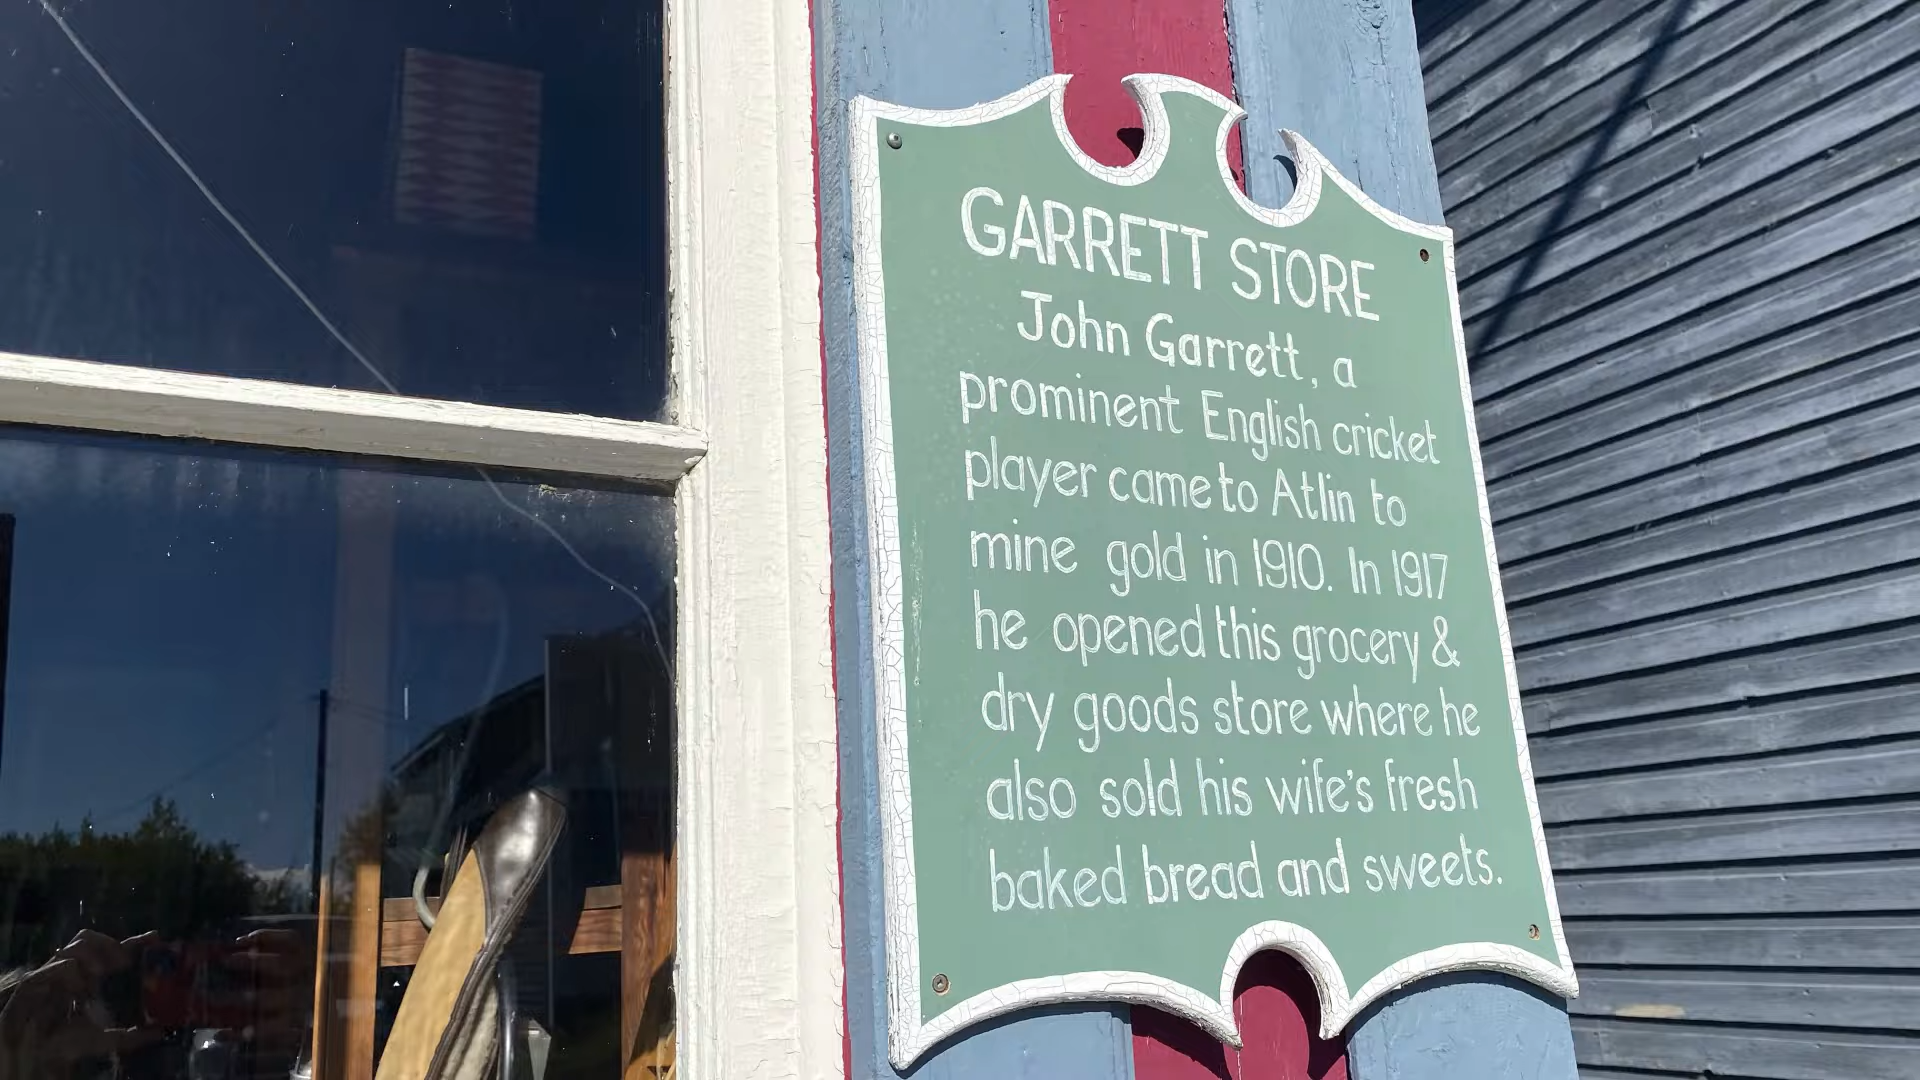 GARRETT STORE
John Garrett, a
prominent English cricket
player came to Atlin to
mine gold in 1910. In 1917
he opened this grocery &
dry goods store where he
also sold his wife's fresh
baked bread and sweets.